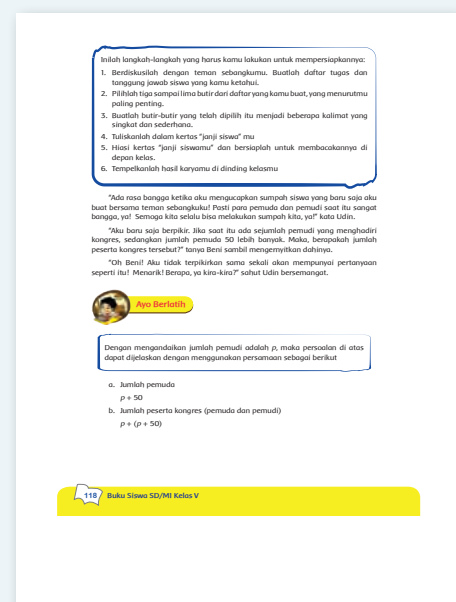 Inilah langkah-langkah yang harus kamu lakukan untuk mempersiapkannya:
1. Berdiskusilah dengan teman sebangkumu. Buatlah daftar tugas dan
tanggung jawab siswa yang kamu ketahui.
2. Pilihlah tiga sampai lima butir dari daftar yang kamu buat, yang menurutmu
paling penting.
3. Buatlah butir-butir yang telah dipilih itu menjadi beberapa kalimat yang
singkat dan sederhana.
4. Tuliskanlah dalam kertas "janji siswa" mu
5. Hiasi kertas "janji siswamu" dan bersiaplah untuk membacakannya di
depan kelas.
6. Tempelkanlah hasil karyamu di dinding kelasmu
"Ada rasa bangga ketika aku mengucapkan sumpah siswa yang baru saja aku
buat bersama teman sebangkuku! Pasti para pemuda dan pemudi saat itu sangat
bangga, ya! Semoga kita selalu bisa melakukan sumpah kita, ya!" kata Udin.
"Aku baru saja berpikir. Jika saat itu ada sejumlah pemudi yang menghadiri
kongres, sedangkan jumlah pemuda 50 lebih banyak. Maka, berapakah jumlah
peserta kongres tersebut?" tanya Beni sambil mengernyitkan dahinya.
"Oh Beni! Aku tidak terpikirkan sama sekali akan mempunyai pertanyaan
seperti itu! Menarik! Berapa, ya kira-kira?" sahut Udin bersemangat.
Ayo Berlatih
Dengan mengandaikan jumlah pemudi adalah p, maka persoalan di atas
dapat dijelaskan dengan menggunakan persamaan sebagai berikut
a. Jumlah pemuda
p + 50
b. Jumlah peserta kongres (pemuda dan pemudi)
p + (p + 50)
118 Buku Siswa SD/MI Kelas V